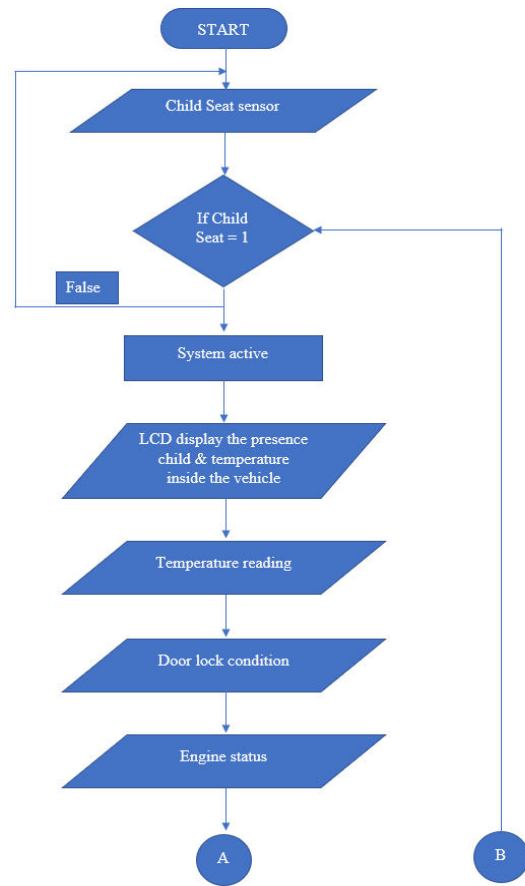 START
Child Seat sensor
If Child
Seat = 1
False
System active
LCD display the presence
child & temperature
inside the vehicle
Temperature reading
Door lock condition
Engine status
A
B